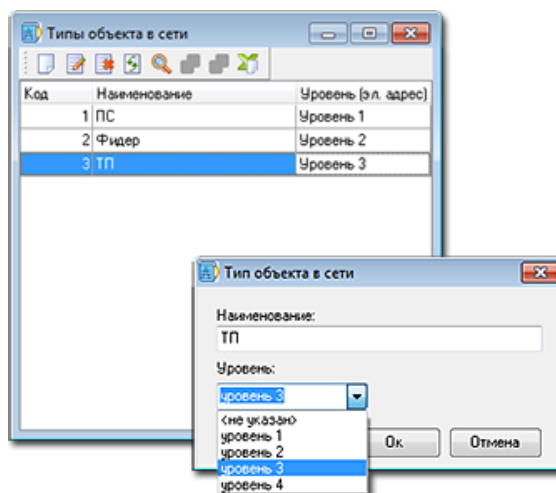 Типы объекта в сети
Код Наименование Уровень (эл. адрес)
1 ПС Уровень 1
2 Фидер Уровень 2
3 ТП Уровень 3
Тип объекта в сети
Наименование:
ТП
Уровень:
уровень 3
<не указан>
уровень 1
уровень 2
уровень 3
уровень 4
Ок Отмена